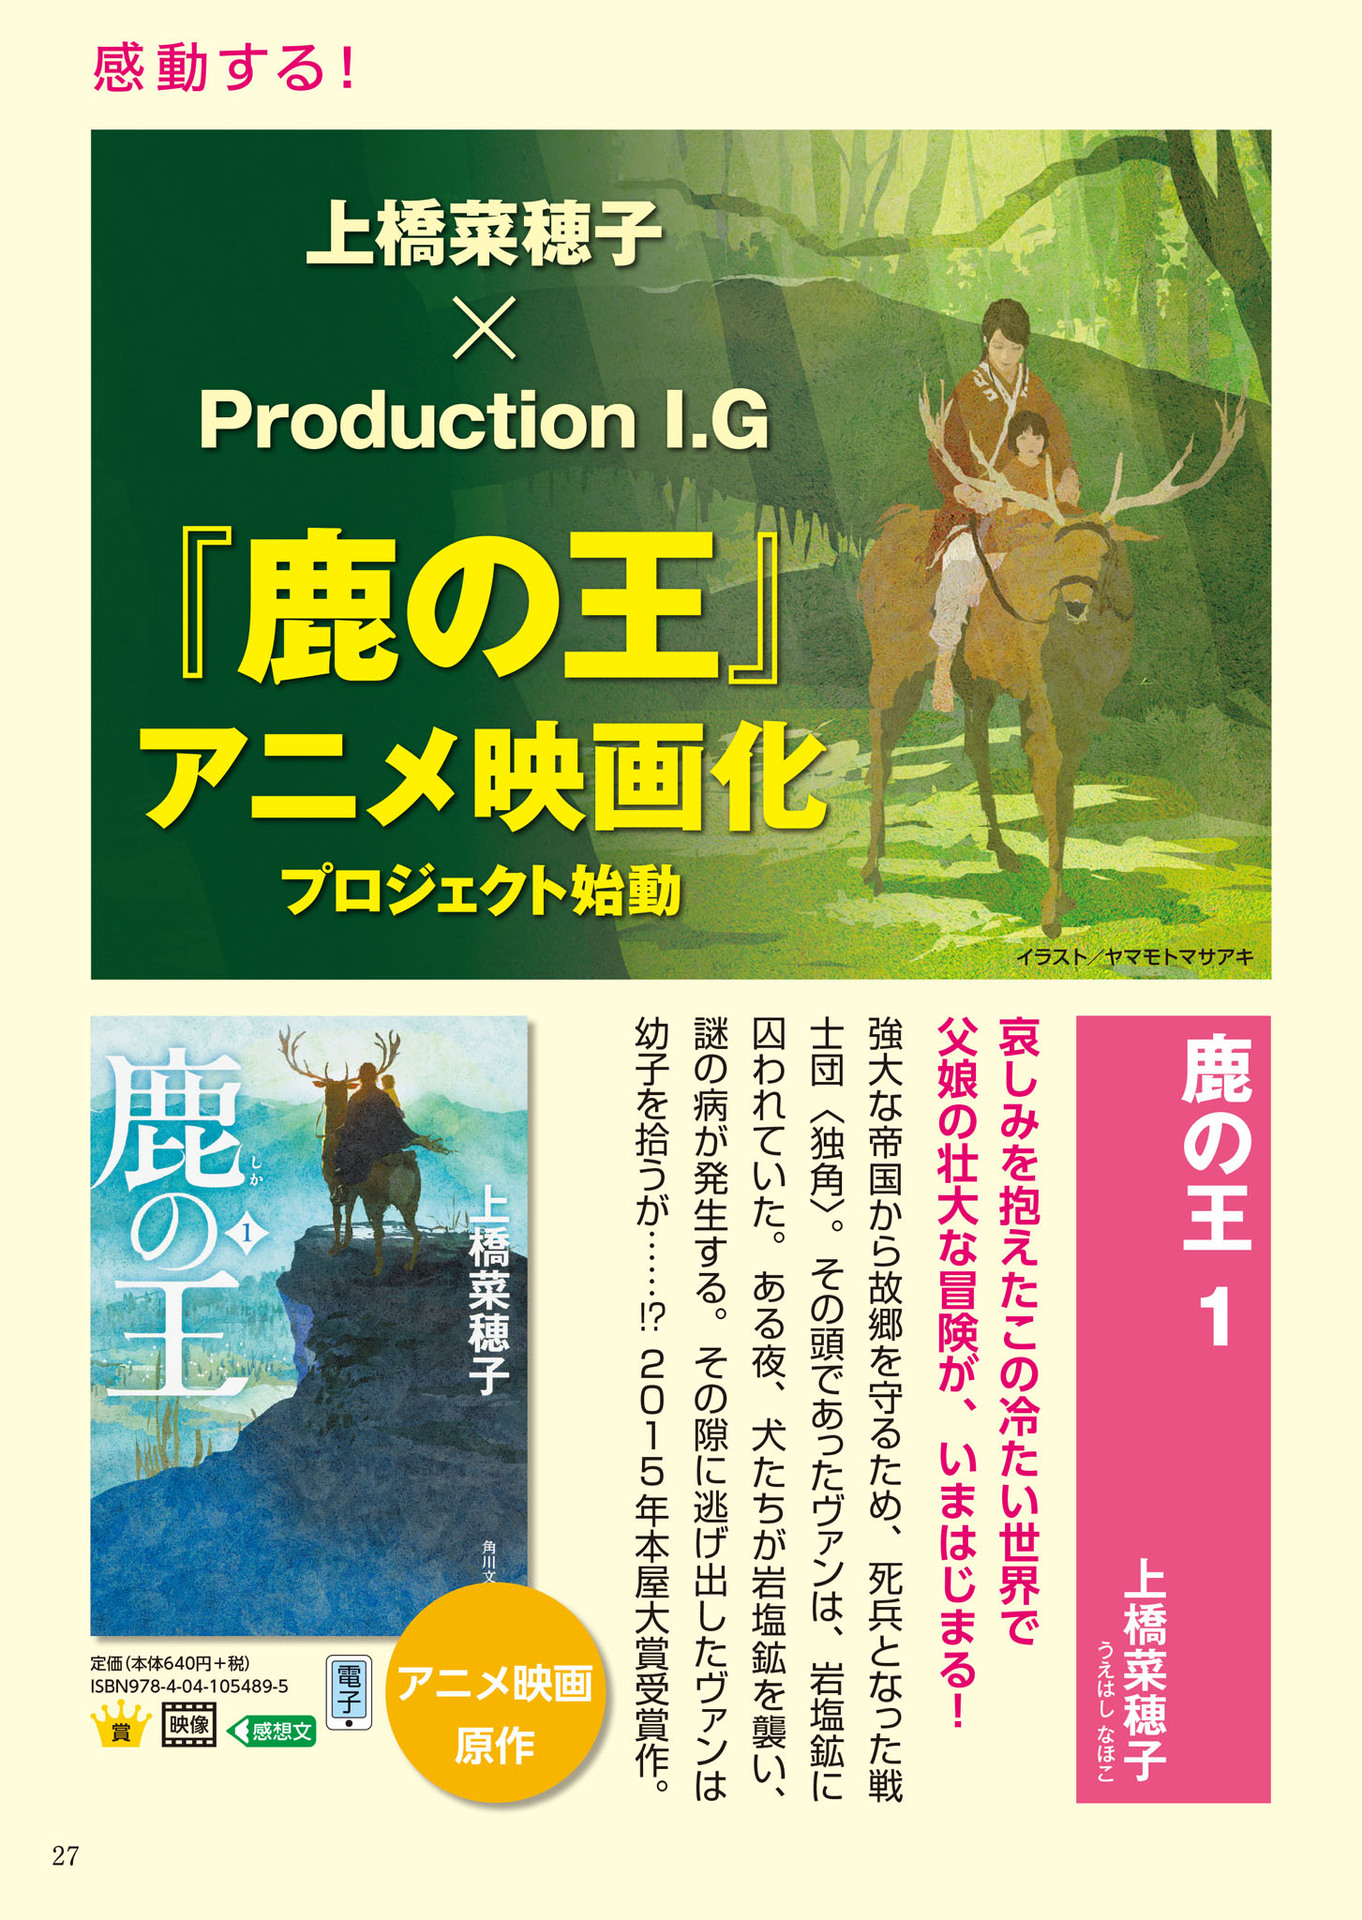 感動する！
上橋菜穂子
×
Production I.G
『鹿の王』
アニメ映画化
プロジェクト始動
イラスト／ヤマモトマサアキ
鹿の王 1
上橋菜穂子
うえはし なほこ
哀しみを抱えたこの冷たい世界で
父娘の壮大な冒険が、いまはじまる！
強大な帝国から故郷を守るため、死兵となった戦
士団〈独角〉。その頭であったヴァンは、岩塩鉱に
囚われていた。ある夜、犬たちが岩塩鉱を襲い、
謎の病が発生する。その隙に逃げ出したヴァンは
幼子を拾うが……!? 2015年本屋大賞受賞作。
鹿の王
しか
1
上橋菜穂子
角川文
アニメ映画
原作
定価（本体640円＋税）
ISBN978-4-04-105489-5
賞
映像
感想文
電子
27